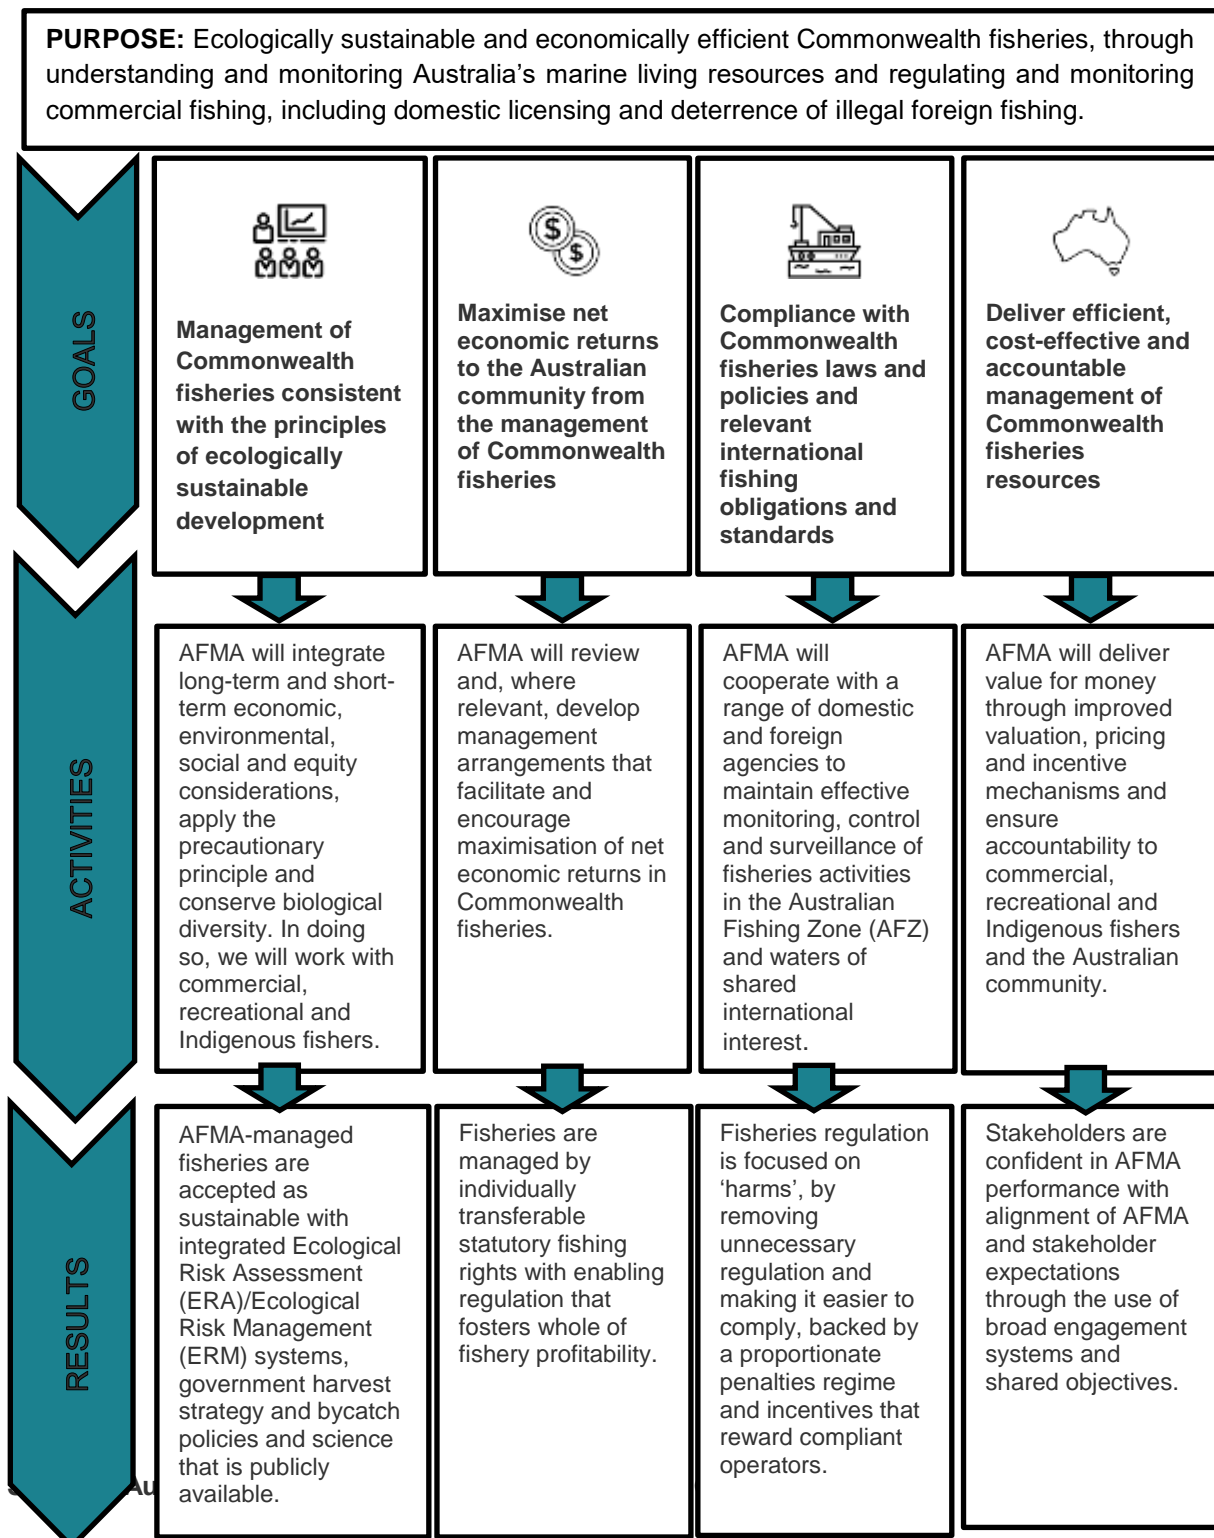 PURPOSE: Ecologically sustainable and economically efficient Commonwealth fisheries, through
understanding and monitoring Australia's marine living resources and regulating and monitoring
commercial fishing, including domestic licensing and deterrence of illegal foreign fishing.
GOALS
Management of
Commonwealth
fisheries consistent
with the principles
of ecologically
sustainable
development
Maximise net
economic returns
to the Australian
community from
the management
of Commonwealth
fisheries
Compliance with
Commonwealth
fisheries laws and
policies and
relevant
international
fishing
obligations and
standards
Deliver efficient,
cost-effective and
accountable
management of
Commonwealth
fisheries
resources
ACTIVITIES
AFMA will integrate
long-term and short-
term economic,
environmental,
social and equity
considerations,
apply the
precautionary
principle and
conserve biological
diversity. In doing
so, we will work with
commercial,
recreational and
Indigenous fishers.
AFMA will review
and, where
relevant, develop
management
arrangements that
facilitate and
encourage
maximisation of net
economic returns in
Commonwealth
fisheries.
AFMA will
cooperate with a
range of domestic
and foreign
agencies to
maintain effective
monitoring, control
and surveillance of
fisheries activities
in the Australian
Fishing Zone (AFZ)
and waters of
shared
international
interest.
AFMA will deliver
value for money
through improved
valuation, pricing
and incentive
mechanisms and
ensure
accountability to
commercial,
recreational and
Indigenous fishers
and the Australian
community.
RESULTS
AFMA-managed
fisheries are
accepted as
sustainable with
integrated Ecological
Risk Assessment
(ERA)/Ecological
Risk Management
(ERM) systems,
government harvest
strategy and bycatch
policies and science
that is publicly
available.
Fisheries are
managed by
individually
transferable
statutory fishing
rights with enabling
regulation that
fosters whole of
fishery profitability.
Fisheries regulation
is focused on
'harms', by
removing
unnecessary
regulation and
making it easier to
comply, backed by
a proportionate
penalties regime
and incentives that
reward compliant
operators.
Stakeholders are
confident in AFMA
performance with
alignment of AFMA
and stakeholder
expectations
through the use of
broad engagement
systems and
shared objectives.